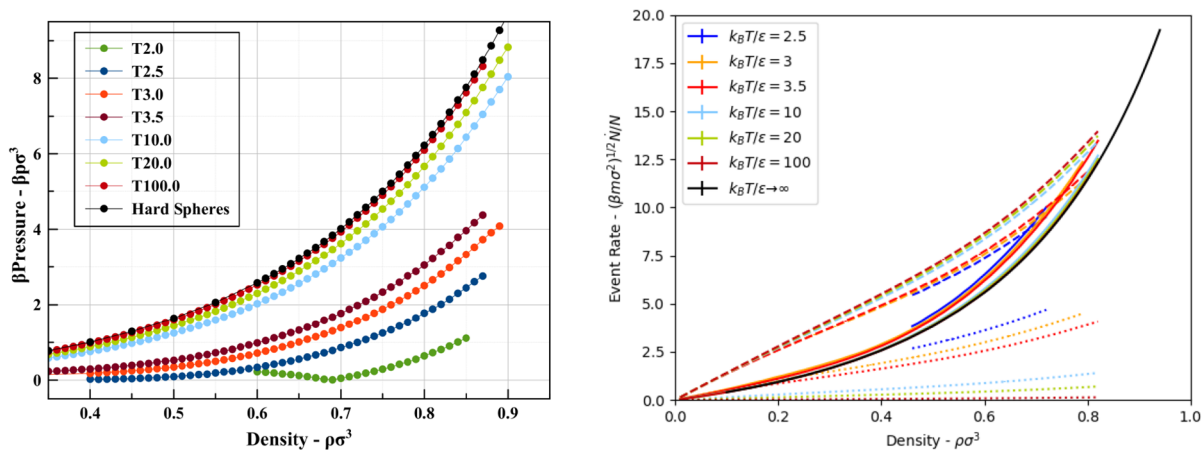 8
6
4
2
0
βPressure - βpσ³
T2.0
T2.5
T3.0
T3.5
T10.0
T20.0
T100.0
Hard Spheres
0.4 0.5 0.6 0.7 0.8 0.9
Density - ρσ³
20.0
17.5
15.0
12.5
10.0
7.5
5.0
2.5
0.0
Event Rate - (βmσ²)^{1/2}Ṅ/N
k_BT/ε = 2.5
k_BT/ε = 3
k_BT/ε = 3.5
k_BT/ε = 10
k_BT/ε = 20
k_BT/ε = 100
k_BT/ε→∞
0.0 0.2 0.4 0.6 0.8 1.0
Density - ρσ³